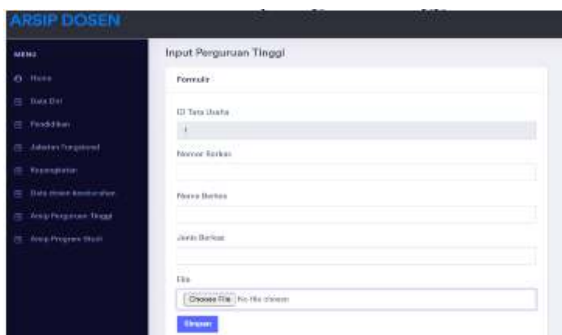 ARSIP DOSEN
MENU
Home
Data Diri
Pendidikan
Jabatan Fungsional
Kepangkatan
Data dosen keseluruhan
Arsip Perguruan Tinggi
Arsip Program Studi
Input Perguruan Tinggi
Formulir
ID Tata Usaha
1
Nomor Berkas
Nama Berkas
Jenis Berkas
File
Choose File No file chosen
Simpan